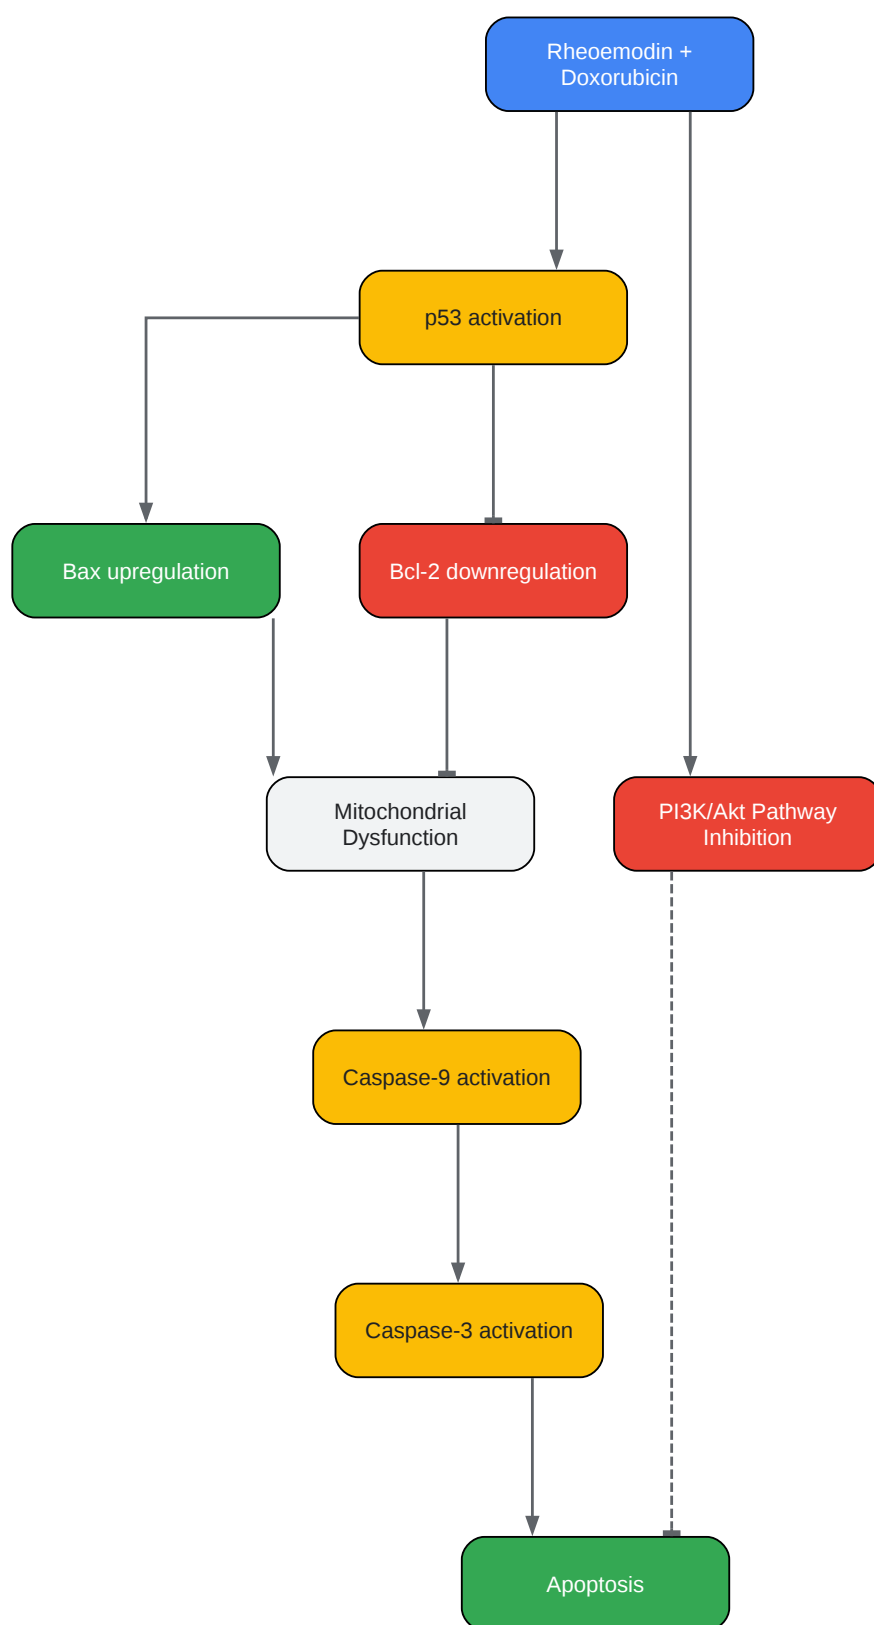 Rheoemodin +
Doxorubicin
p53 activation
Bax upregulation
Bcl-2 downregulation
Mitochondrial
Dysfunction
PI3K/Akt Pathway
Inhibition
Caspase-9 activation
Caspase-3 activation
Apoptosis